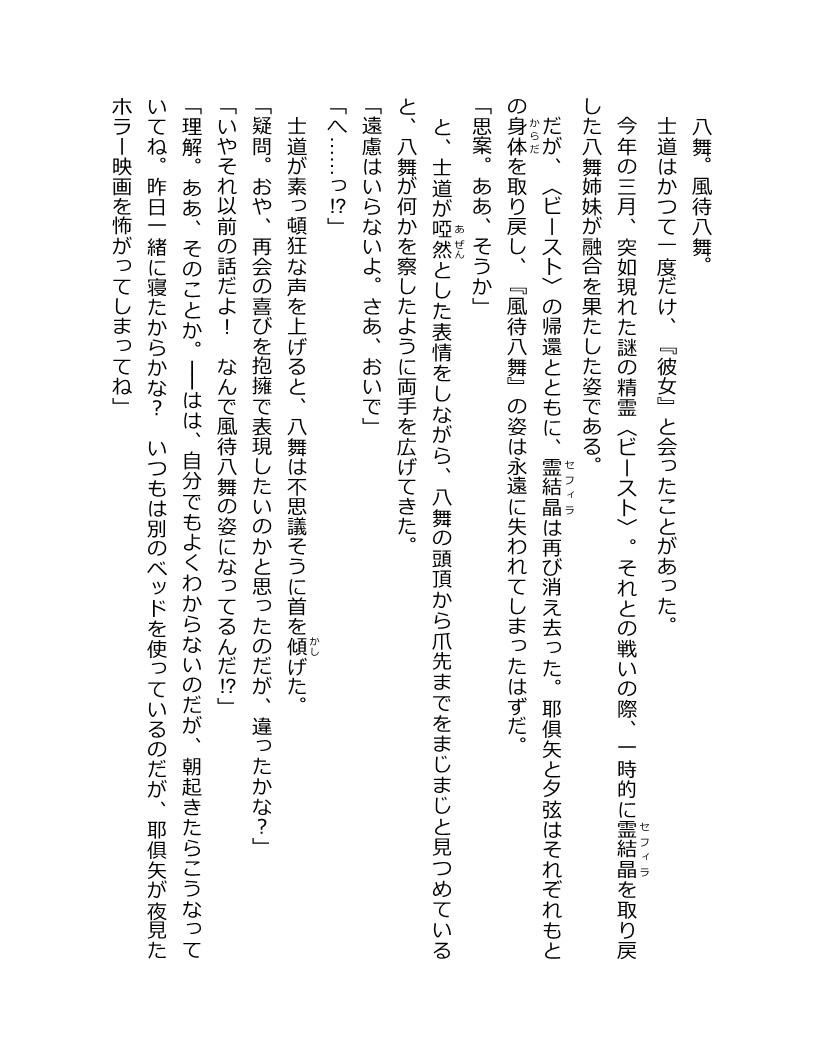 八舞。風待八舞。
士道はかつて一度だけ、『彼女』と会ったことがあった。
今年の三月、突如現れた謎の精霊〈ビースト〉。それとの戦いの際、一時的に霊結晶を取り戻
した八舞姉妹が融合を果たした姿である。
だが、〈ビースト〉の帰還とともに、霊結晶は再び消え去った。耶倶矢と夕弦はそれぞれもと
の身体を取り戻し、『風待八舞』の姿は永遠に失われてしまったはずだ。
「思案。ああ、そうか」
と、士道が啞然とした表情をしながら、八舞の頭頂から爪先までをまじまじと見つめている
と、八舞が何かを察したように両手を広げてきた。
「遠慮はいらないよ。さあ、おいで」
「へ……っ!?」
士道が素っ頓狂な声を上げると、八舞は不思議そうに首を傾げた。
「疑問。おや、再会の喜びを抱擁で表現したいのかと思ったのだが、違ったかな？」
「いやそれ以前の話だよ！　なんで風待八舞の姿になってるんだ!?」
「理解。ああ、そのことか。――はは、自分でもよくわからないのだが、朝起きたらこうなって
いてね。昨日一緒に寝たからかな？　いつもは別のベッドを使っているのだが、耶倶矢が夜見た
ホラー映画を怖がってしまってね」